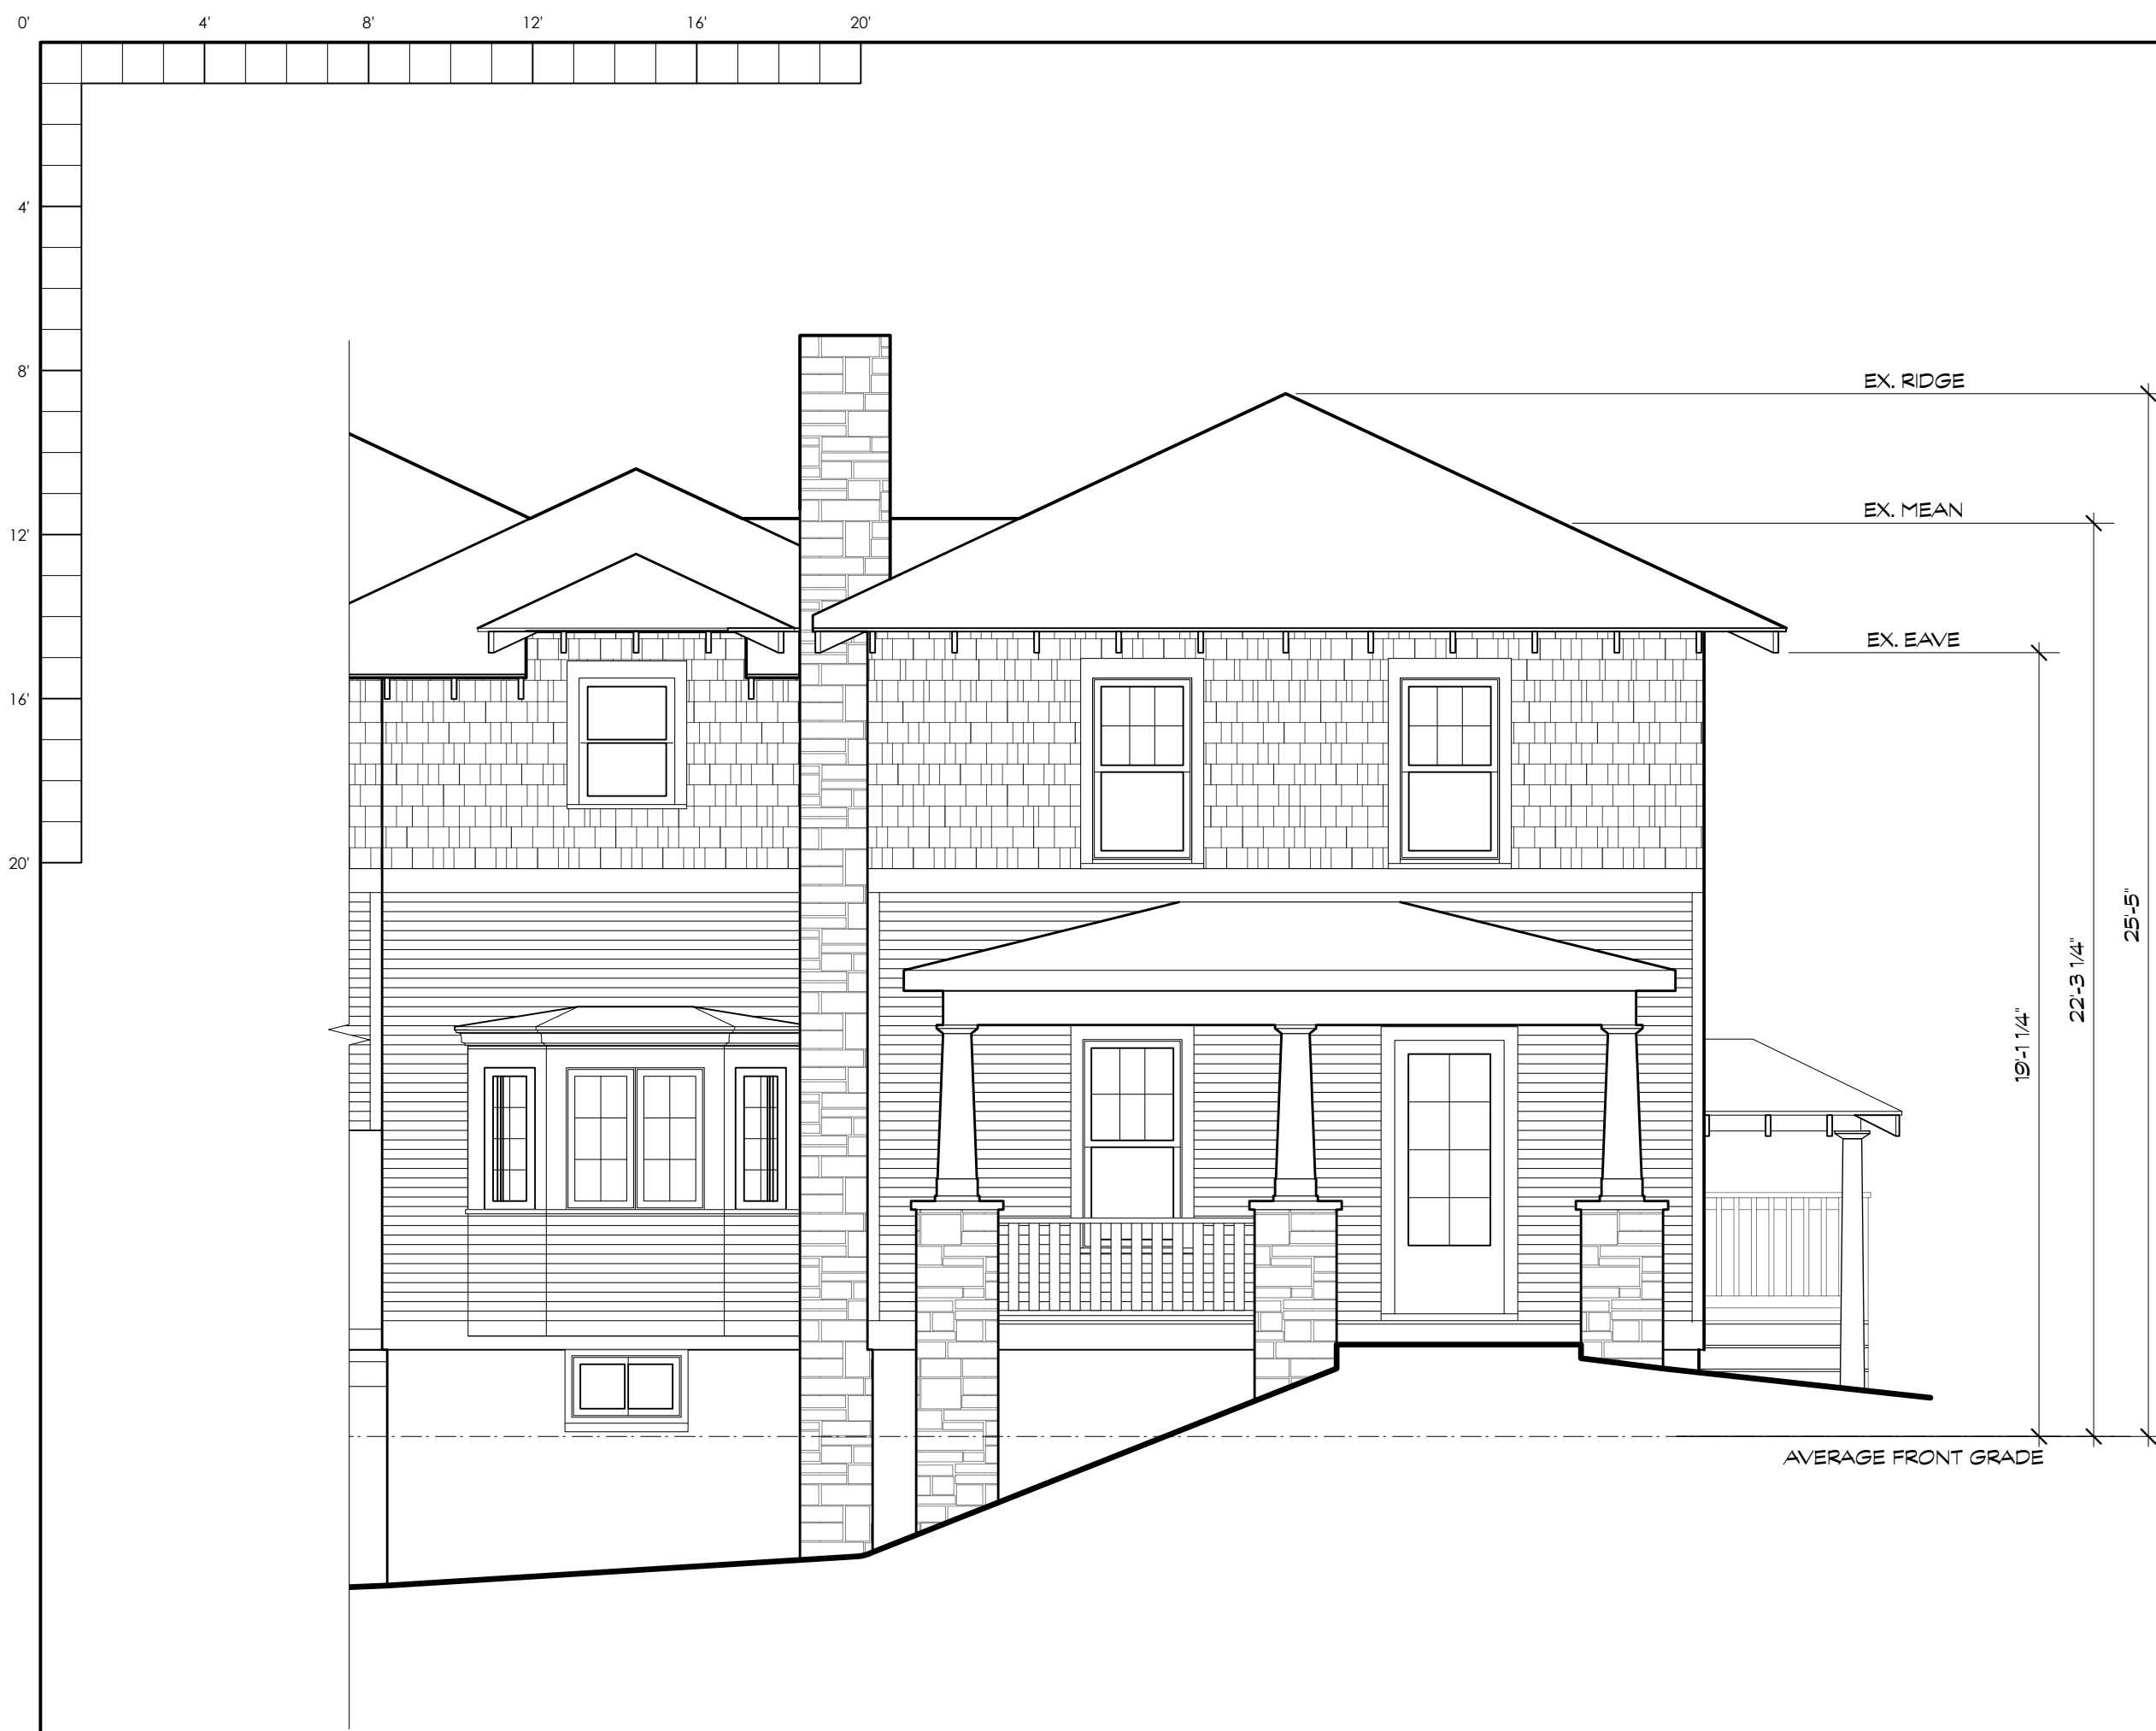 0' 4' 8' 12' 16' 20'
4'
8'
12'
16'
20'
EX. RIDGE
EX. MEAN
EX. EAVE
25'-5"
22'-3 1/4"
19'-1 1/4"
AVERAGE FRONT GRADE